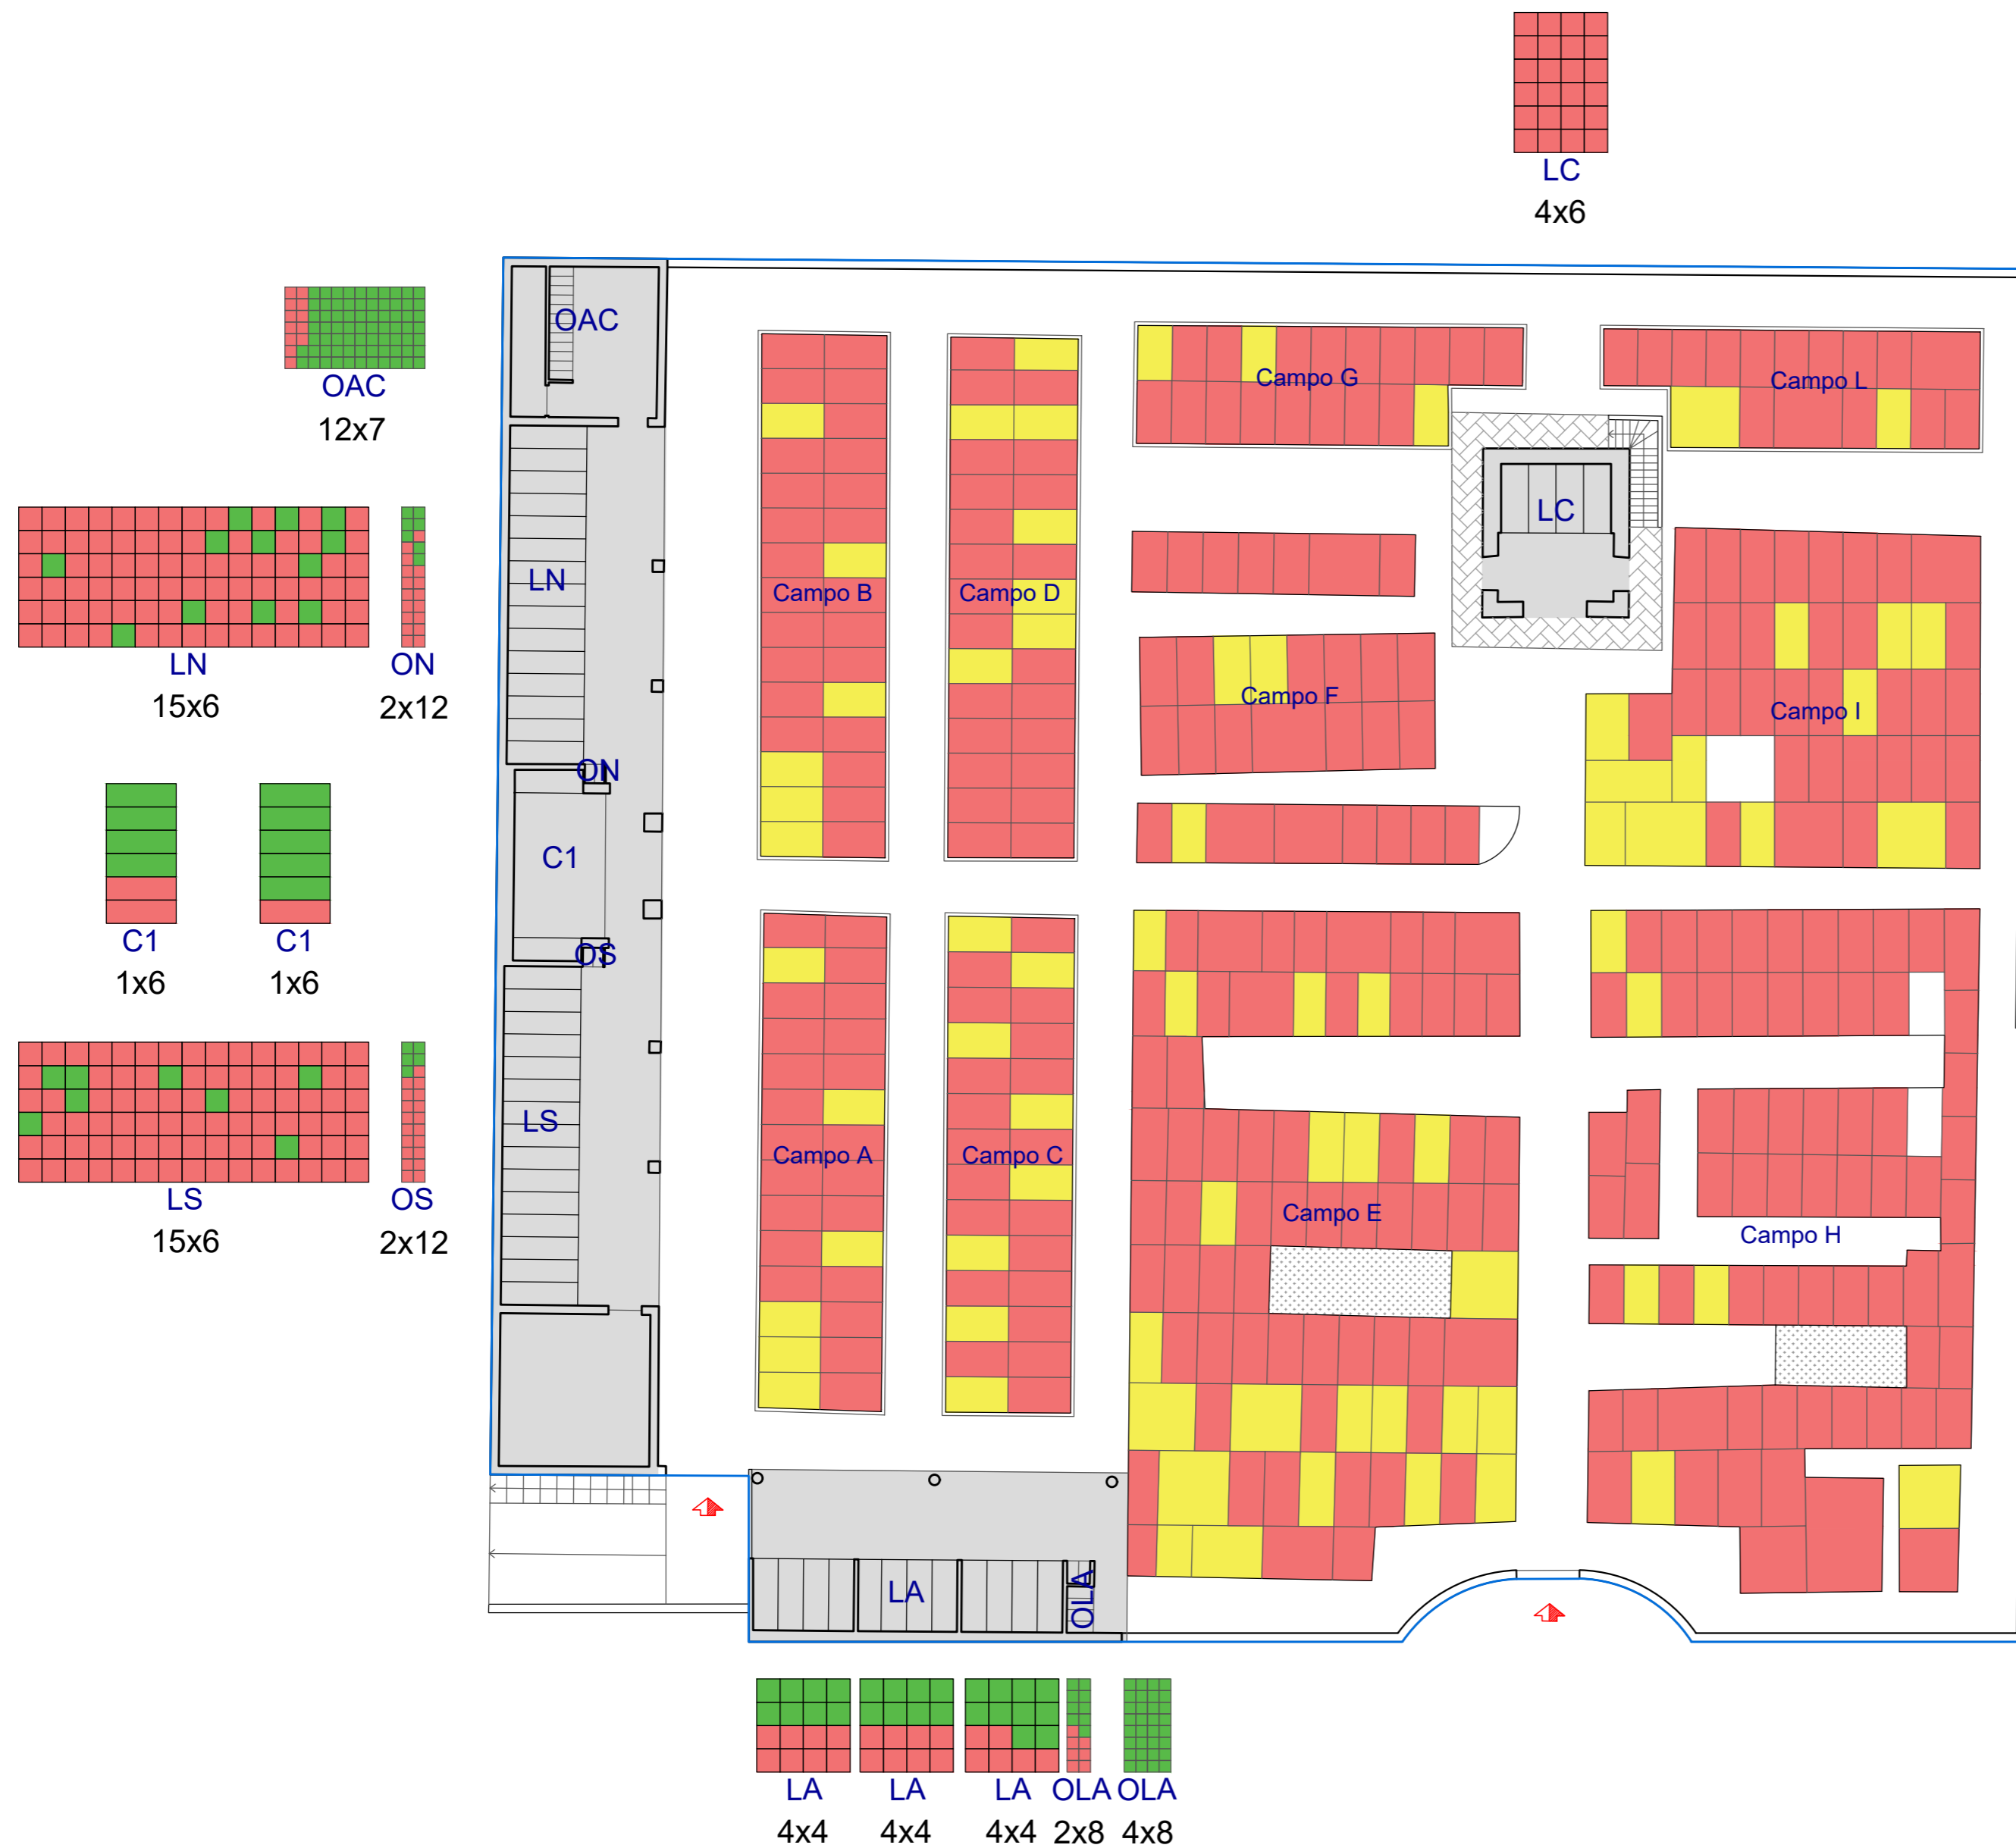 LC
4x6
OAC
OAC
12x7
Campo G
Campo L
LC
LN
Campo B
Campo D
LN
15x6
ON
2x12
Campo F
Campo I
ON
C1
C1
1x6
C1
1x6
OS
LS
Campo A
Campo C
LS
15x6
OS
2x12
Campo E
Campo H
LA
OLA
LA
4x4
LA
4x4
LA
4x4
OLA
2x8
OLA
4x8